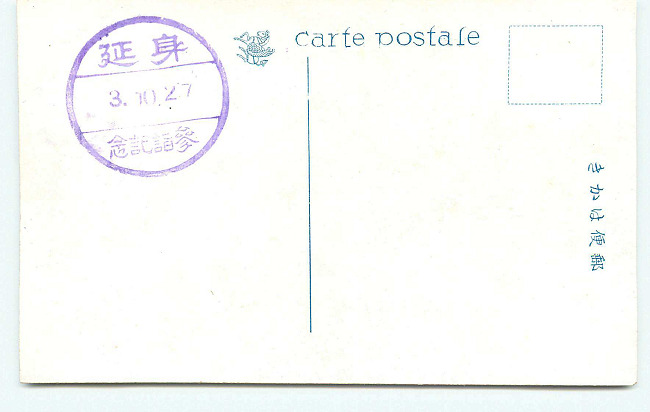 身延
3.10.27
參詣記念
carte postale
郵便はかき